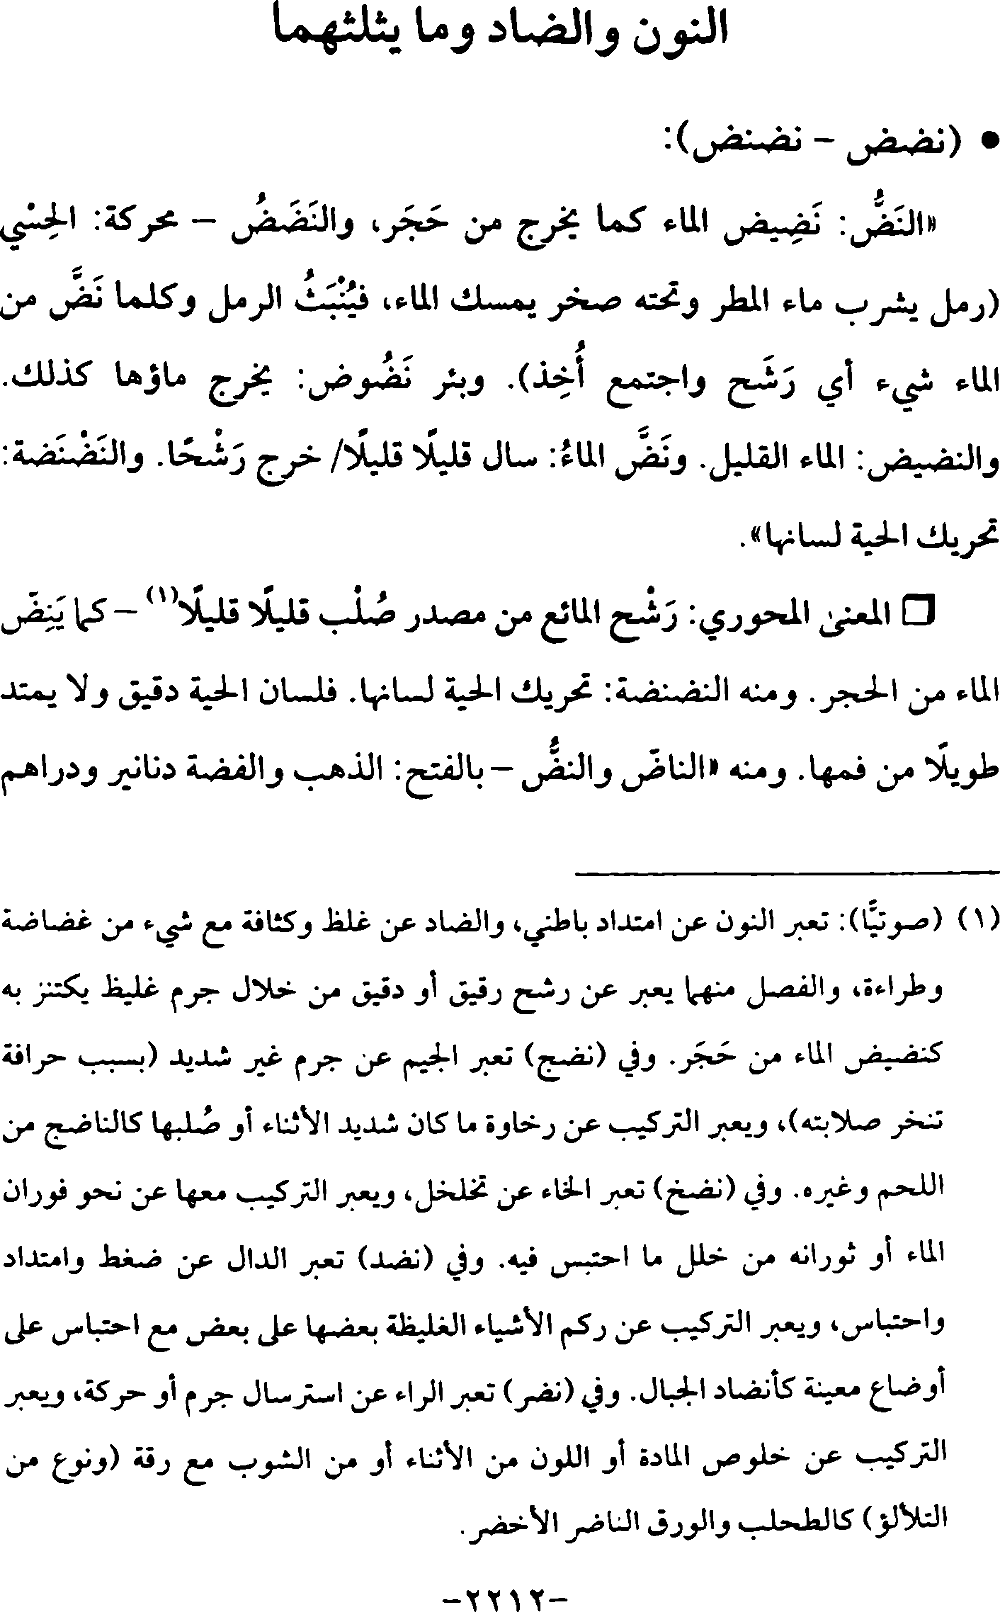 النون والضاد وما يثلثهما
• (نضض - نضنض):
«النَضُّ: نَضِيض الماء كما يخرج من حَجَر، والنَضَضُ – محركة: الحِسْي
(رمل يشرب ماء المطر وتحته صخر يمسك الماء، فيُنْبَثُ الرمل وكلما نَضَّ من
الماء شيء أي رَشَح واجتمع أُخِذ). وبئر نَضُوض: يخرج ماؤها كذلك.
والنضيض: الماء القليل. ونَضَّ الماءُ: سال قليلًا قليلًا/ خرج رَشْحًا. والنَضْنَضة:
تحريك الحية لسانها».
□ المعنى المحوري: رَشْح المائع من مصدر صُلْب قليلًا قليلًا(١) – كما يَنِضّ
الماء من الحجر. ومنه النضنضة: تحريك الحية لسانها. فلسان الحية دقيق ولا يمتد
طويلًا من فمها. ومنه «الناضّ والنضُّ – بالفتح: الذهب والفضة دنانير ودراهم
(١) (صوتيًّا): تعبر النون عن امتداد باطني، والضاد عن غلظ وكثافة مع شيء من غضاضة
وطراءة، والفصل منهما يعبر عن رشح رقيق أو دقيق من خلال جرم غليظ يكتنز به
كنضيض الماء من حَجَر. وفي (نضج) تعبر الجيم عن جرم غير شديد (بسبب حرافة
تنخر صلابته)، ويعبر التركيب عن رخاوة ما كان شديد الأثناء أو صُلبها كالناضج من
اللحم وغيره. وفي (نضخ) تعبر الخاء عن تخلخل، ويعبر التركيب معها عن نحو فوران
الماء أو ثورانه من خلل ما احتبس فيه. وفي (نضد) تعبر الدال عن ضغط وامتداد
واحتباس، ويعبر التركيب عن ركم الأشياء الغليظة بعضها على بعض مع احتباس على
أوضاع معينة كأنضاد الجبال. وفي (نضر) تعبر الراء عن استرسال جرم أو حركة، ويعبر
التركيب عن خلوص المادة أو اللون من الأثناء أو من الشوب مع رقة (ونوع من
التلألؤ) كالطحلب والورق الناضر الأخضر.
-٢٢١٢-